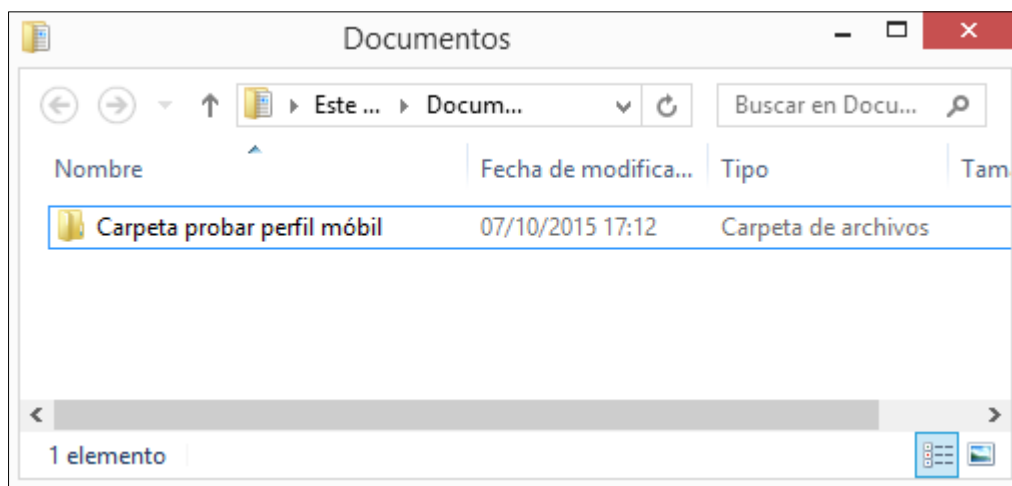 Documentos
Este ... Docum... Buscar en Docu...
Nombre Fecha de modifica... Tipo Tam
Carpeta probar perfil móbil 07/10/2015 17:12 Carpeta de archivos
1 elemento